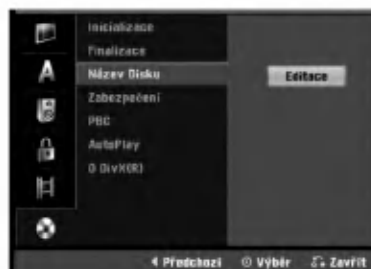 Inicializace
Finalizace
Název Disku
Editace
Zabezpečení
PBC
AutoPlay
O DivX(R)
Předchozí Výběr Zavřít